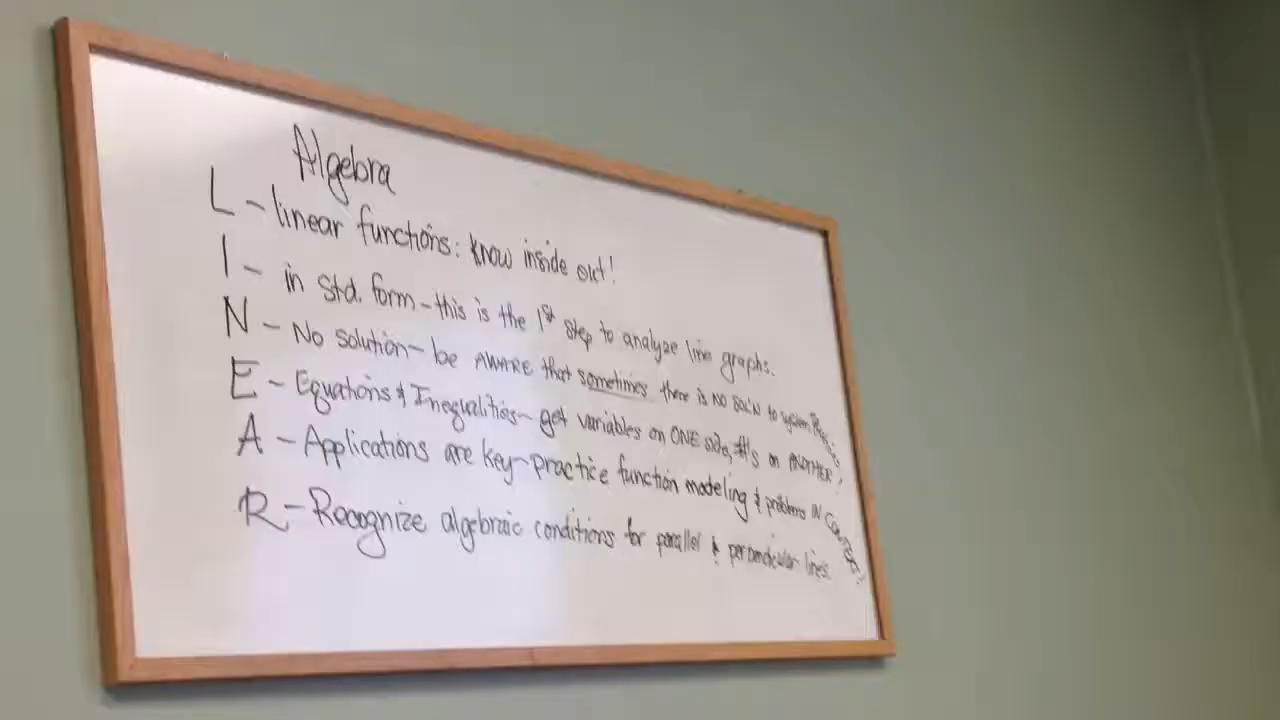 Algebra
L - linear functions: know inside out!
I - in std. form - this is the 1st step to analyze line graphs.
N - No solution - be AWARE that sometimes there is NO SOL'N to system
E - Equations & Inequalities - get variables on ONE side, #'s on ANOTHER!
A - Applications are key - practice function modeling & problems IN CONTEXT!
R - Recognize algebraic conditions for parallel & perpendicular lines.